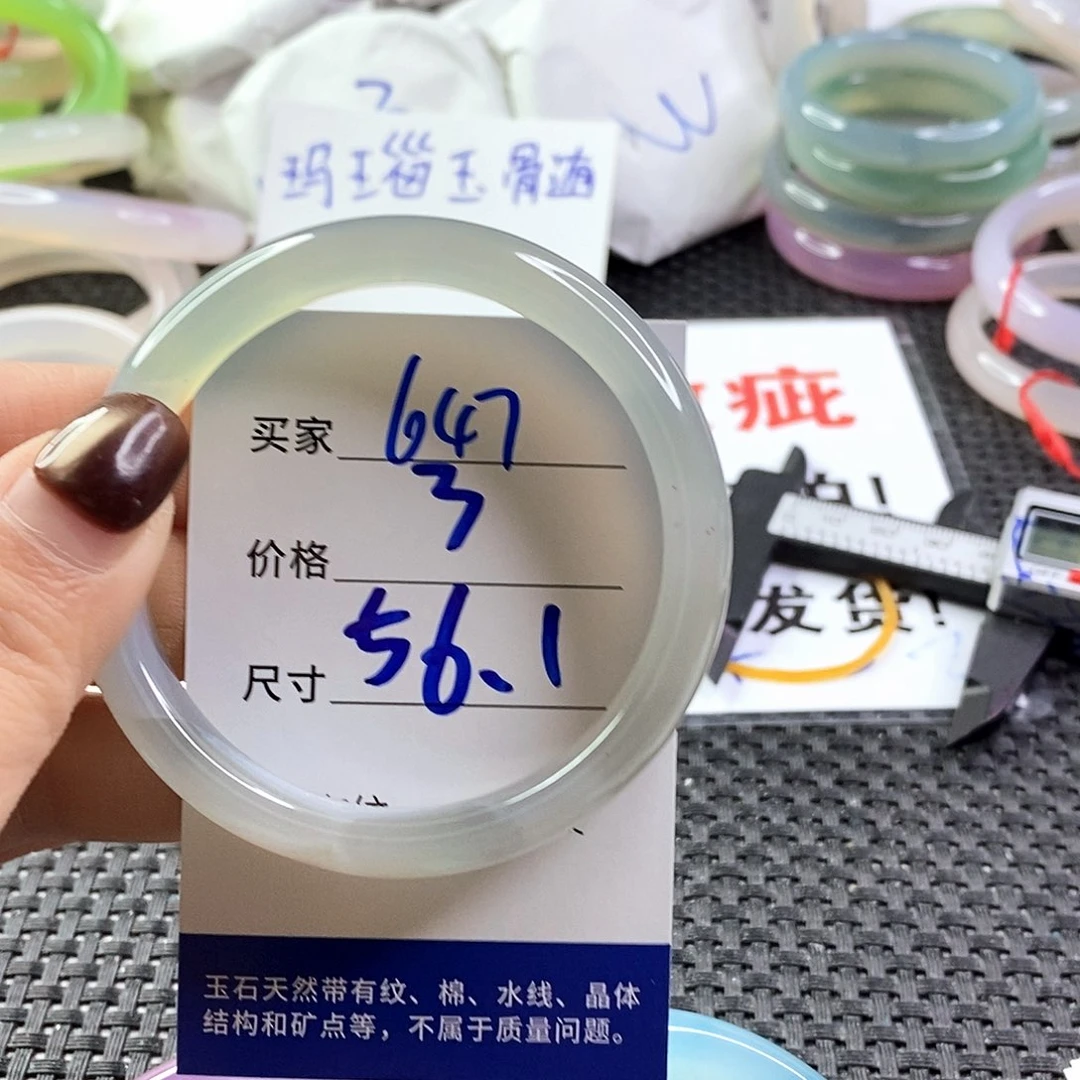 玛瑙玉骨髓
买家 647
3
价格
尺寸 56.1
疵
拍！
发货！
玉石天然带有纹、棉、水线、晶体
结构和矿点等，不属于质量问题。